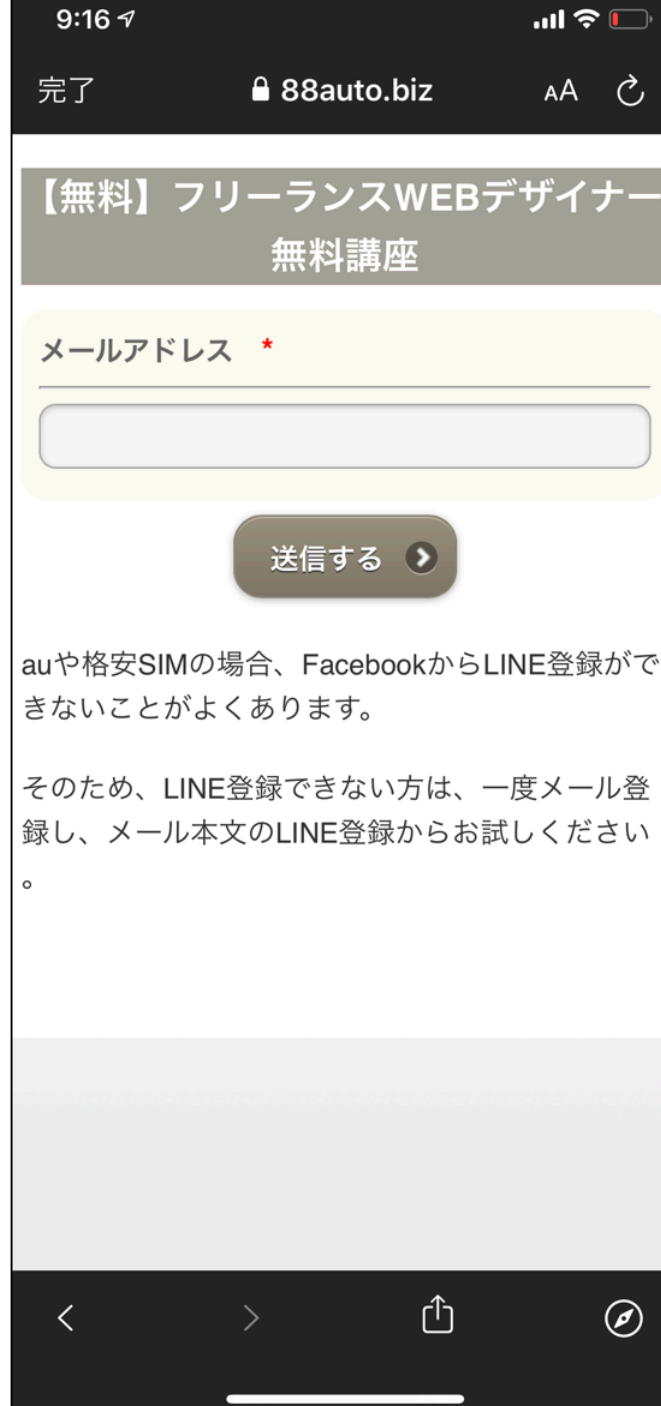 9:16
完了
88auto.biz
AA
【無料】フリーランスWEBデザイナー
無料講座
メールアドレス *
送信する
auや格安SIMの場合、FacebookからLINE登録がで
きないことがよくあります。
そのため、LINE登録できない方は、一度メール登
録し、メール本文のLINE登録からお試しください
。